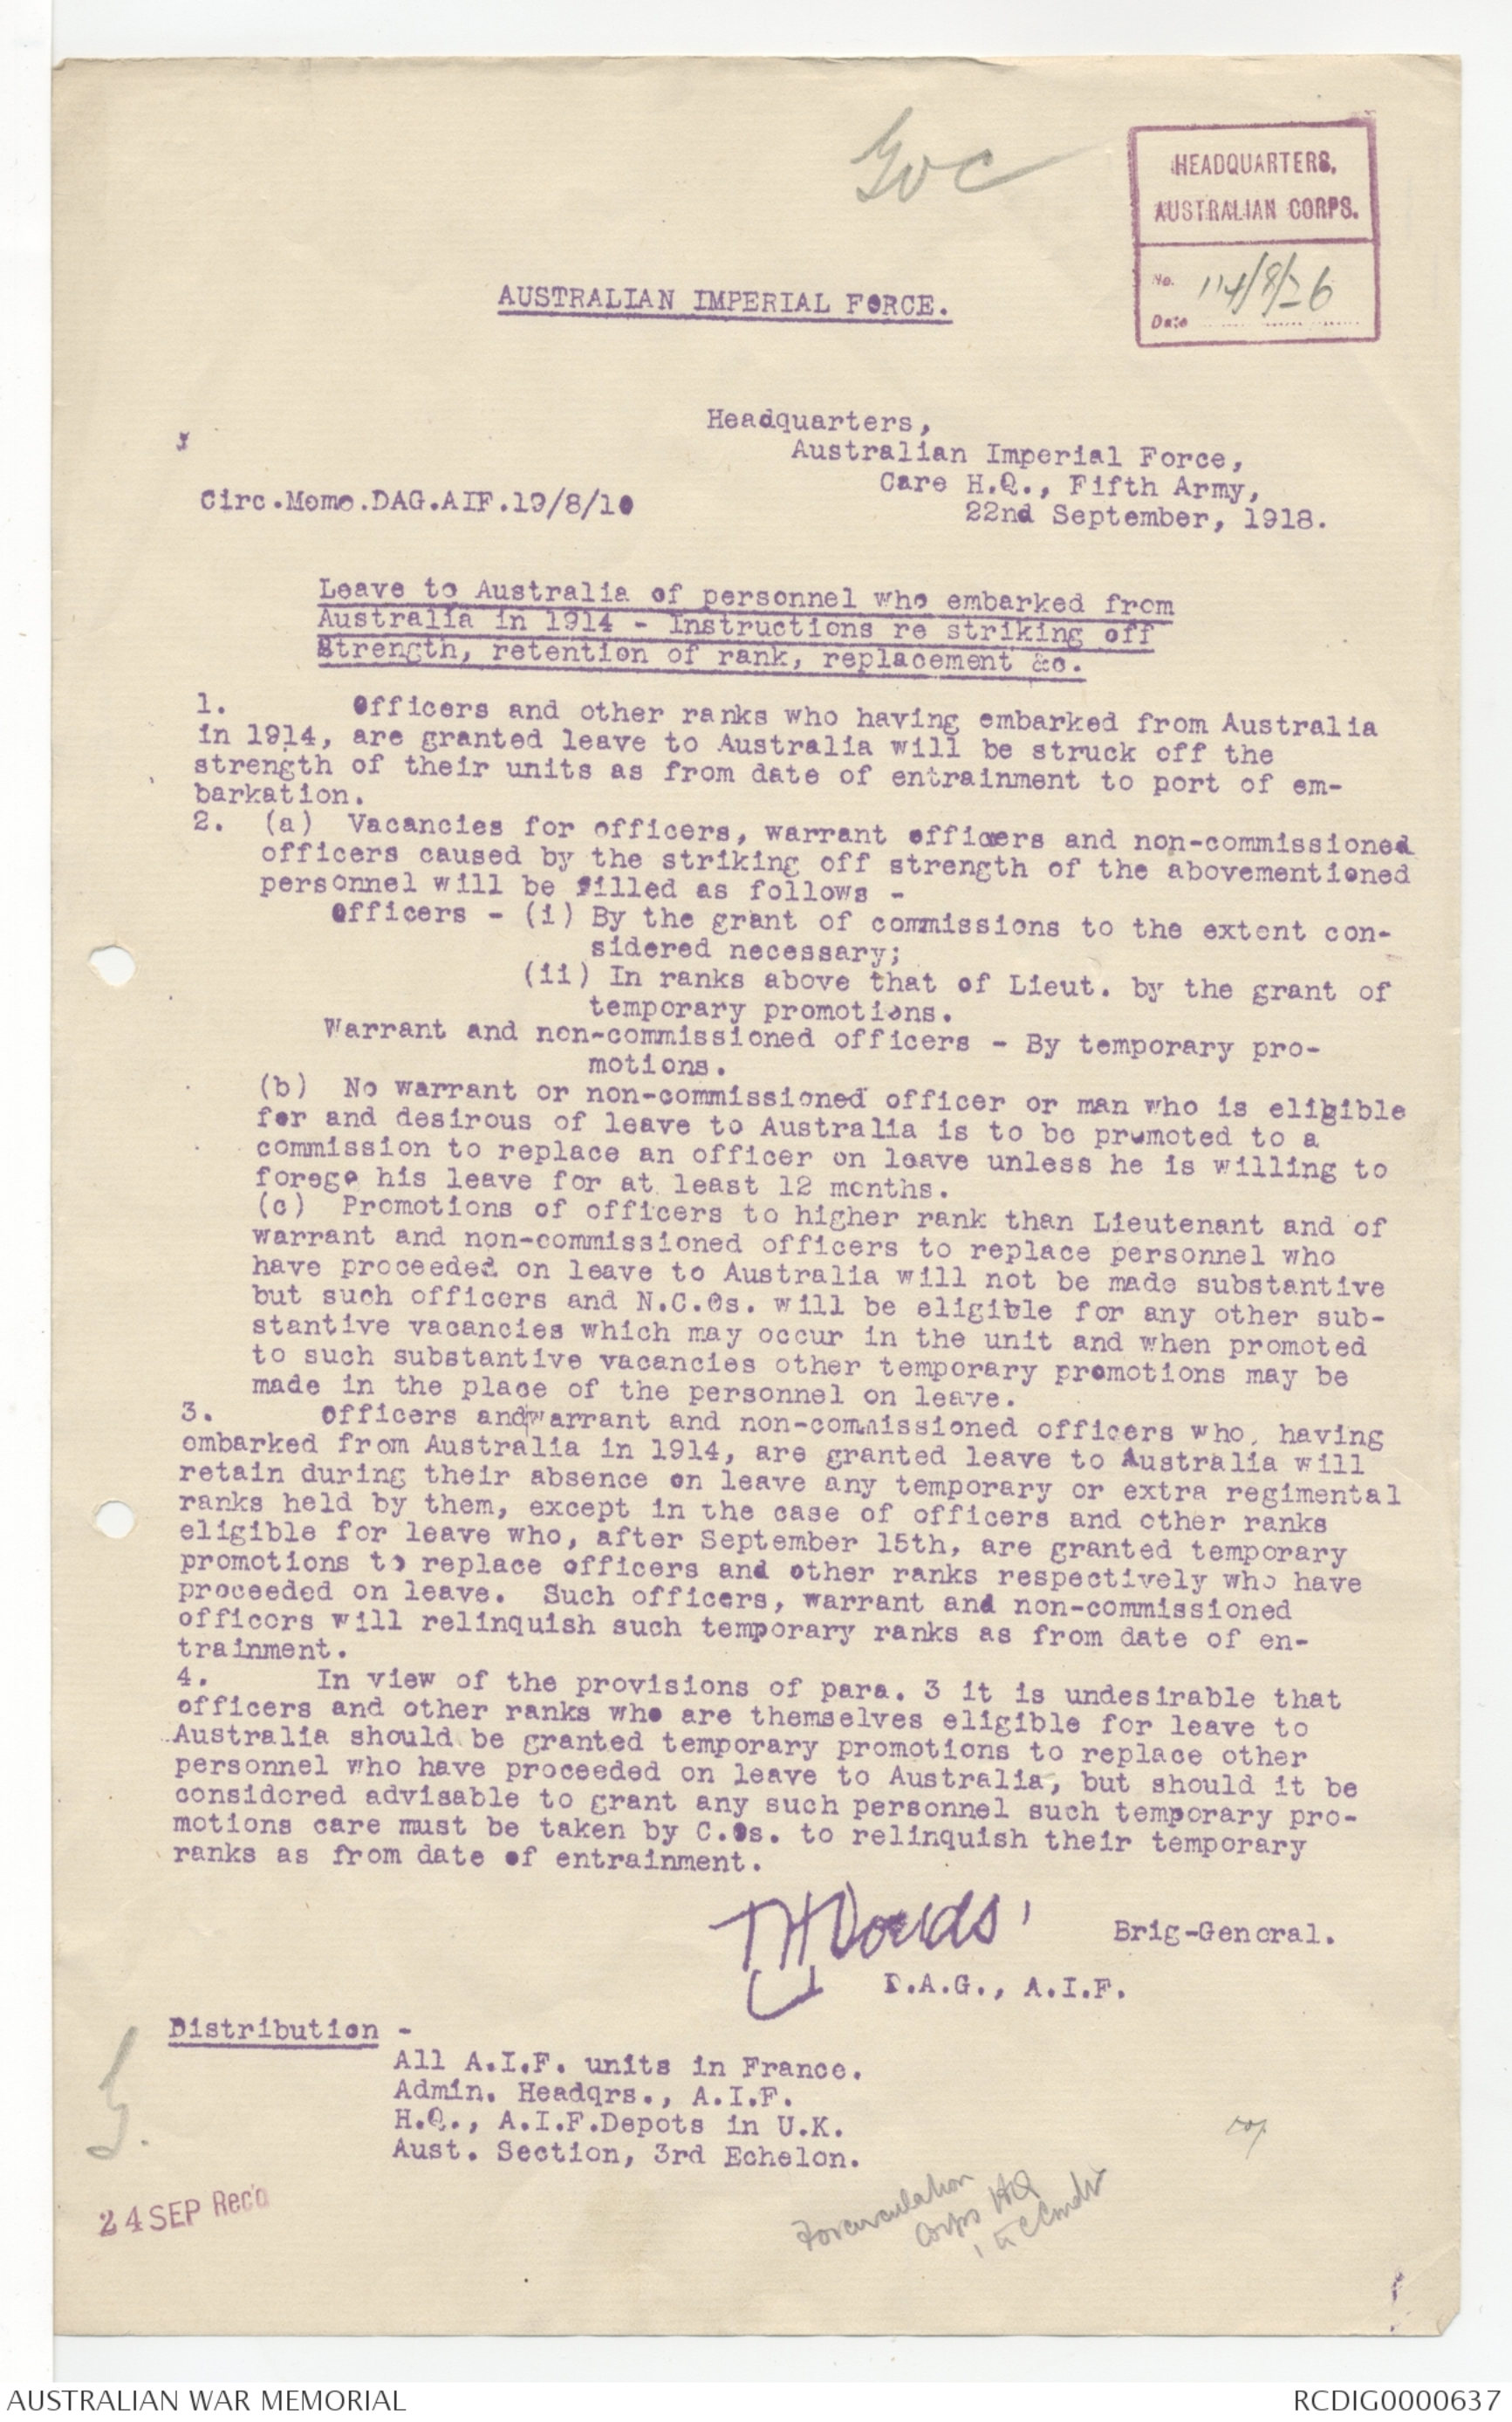 GOC
HEADQUARTERS,
AUSTRALIAN CORPS.
No. 114/8/26
Date
AUSTRALIAN IMPERIAL FORCE.
Headquarters,
Australian Imperial Force,
Care H.Q., Fifth Army,
22nd September, 1918.
Circ.Memo.DAG.AIF.19/8/10
Leave to Australia of personnel who embarked from
Australia in 1914 - Instructions re striking off
Strength, retention of rank, replacement &c.
1. Officers and other ranks who having embarked from Australia
in 1914, are granted leave to Australia will be struck off the
strength of their units as from date of entrainment to port of em-
barkation.
2. (a) Vacancies for officers, warrant officers and non-commissioned
officers caused by the striking off strength of the abovementioned
personnel will be filled as follows -
Officers - (i) By the grant of commissions to the extent con-
sidered necessary;
(ii) In ranks above that of Lieut. by the grant of
temporary promotions.
Warrant and non-commissioned officers - By temporary pro-
motions.
(b) No warrant or non-commissioned officer or man who is eligible
for and desirous of leave to Australia is to be promoted to a
commission to replace an officer on leave unless he is willing to
forego his leave for at least 12 months.
(c) Promotions of officers to higher rank than Lieutenant and of
warrant and non-commissioned officers to replace personnel who
have proceeded on leave to Australia will not be made substantive
but such officers and N.C.Os. will be eligible for any other sub-
stantive vacancies which may occur in the unit and when promoted
to such substantive vacancies other temporary promotions may be
made in the place of the personnel on leave.
3. Officers and warrant and non-commissioned officers who, having
embarked from Australia in 1914, are granted leave to Australia will
retain during their absence on leave any temporary or extra regimental
ranks held by them, except in the case of officers and other ranks
eligible for leave who, after September 15th, are granted temporary
promotions to replace officers and other ranks respectively who have
proceeded on leave. Such officers, warrant and non-commissioned
officers will relinquish such temporary ranks as from date of en-
trainment.
4. In view of the provisions of para. 3 it is undesirable that
officers and other ranks who are themselves eligible for leave to
Australia should be granted temporary promotions to replace other
personnel who have proceeded on leave to Australia, but should it be
considered advisable to grant any such personnel such temporary pro-
motions care must be taken by C.Os. to relinquish their temporary
ranks as from date of entrainment.
Brig-General.
D.A.G., A.I.F.
Distribution -
All A.I.F. units in France.
Admin. Headqrs., A.I.F.
H.Q., A.I.F.Depots in U.K.
Aust. Section, 3rd Echelon.
24 SEP Rec'd
For circulation
Corps HQ
AUSTRALIAN WAR MEMORIAL
RCDIG0000637